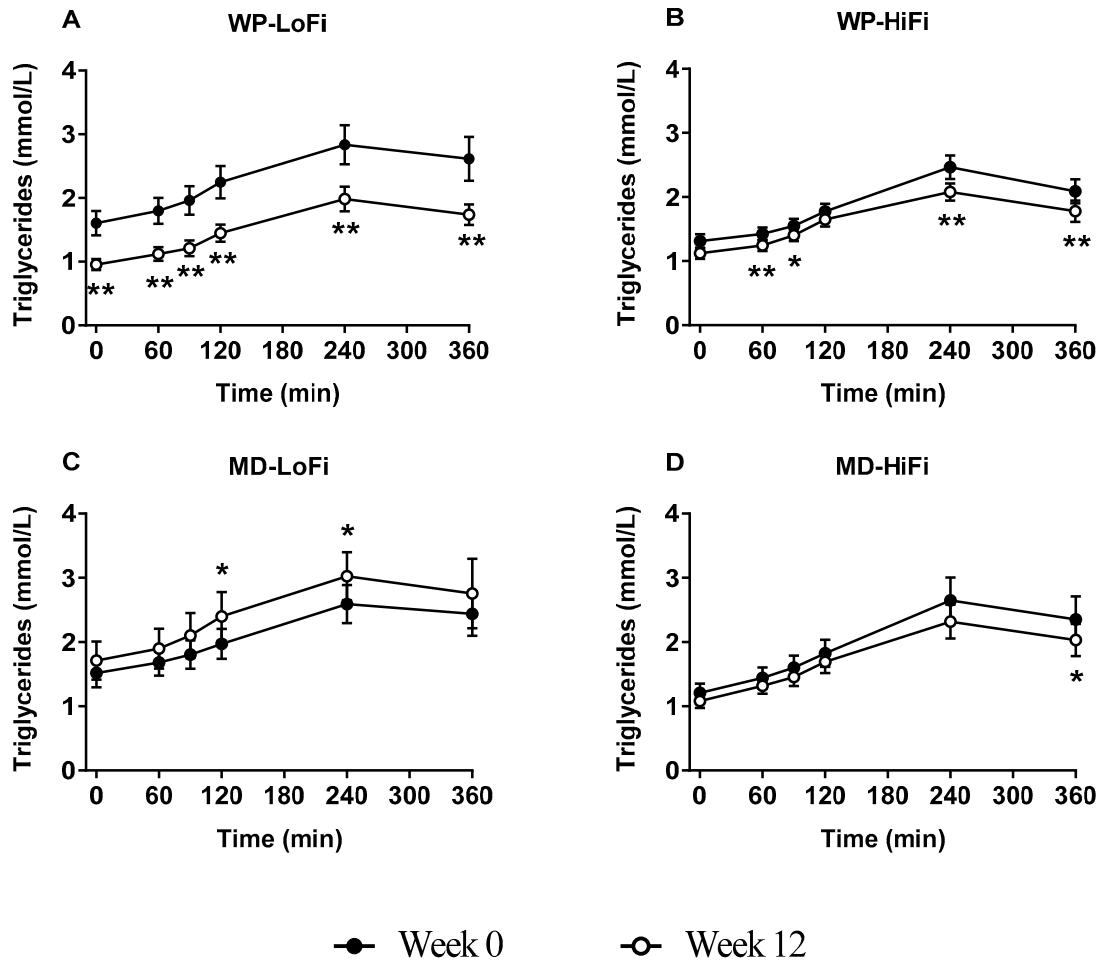 A
WP-LoFi
Triglycerides (mmol/L)
4
3
2
1
0
** ** ** ** ** **
0 60 120 180 240 300 360
Time (min)
B
WP-HiFi
Triglycerides (mmol/L)
4
3
2
1
0
** * ** **
0 60 120 180 240 300 360
Time (min)
C
MD-LoFi
Triglycerides (mmol/L)
4
3
2
1
0
* *
0 60 120 180 240 300 360
Time (min)
D
MD-HiFi
Triglycerides (mmol/L)
4
3
2
1
0
*
0 60 120 180 240 300 360
Time (min)
Week 0
Week 12